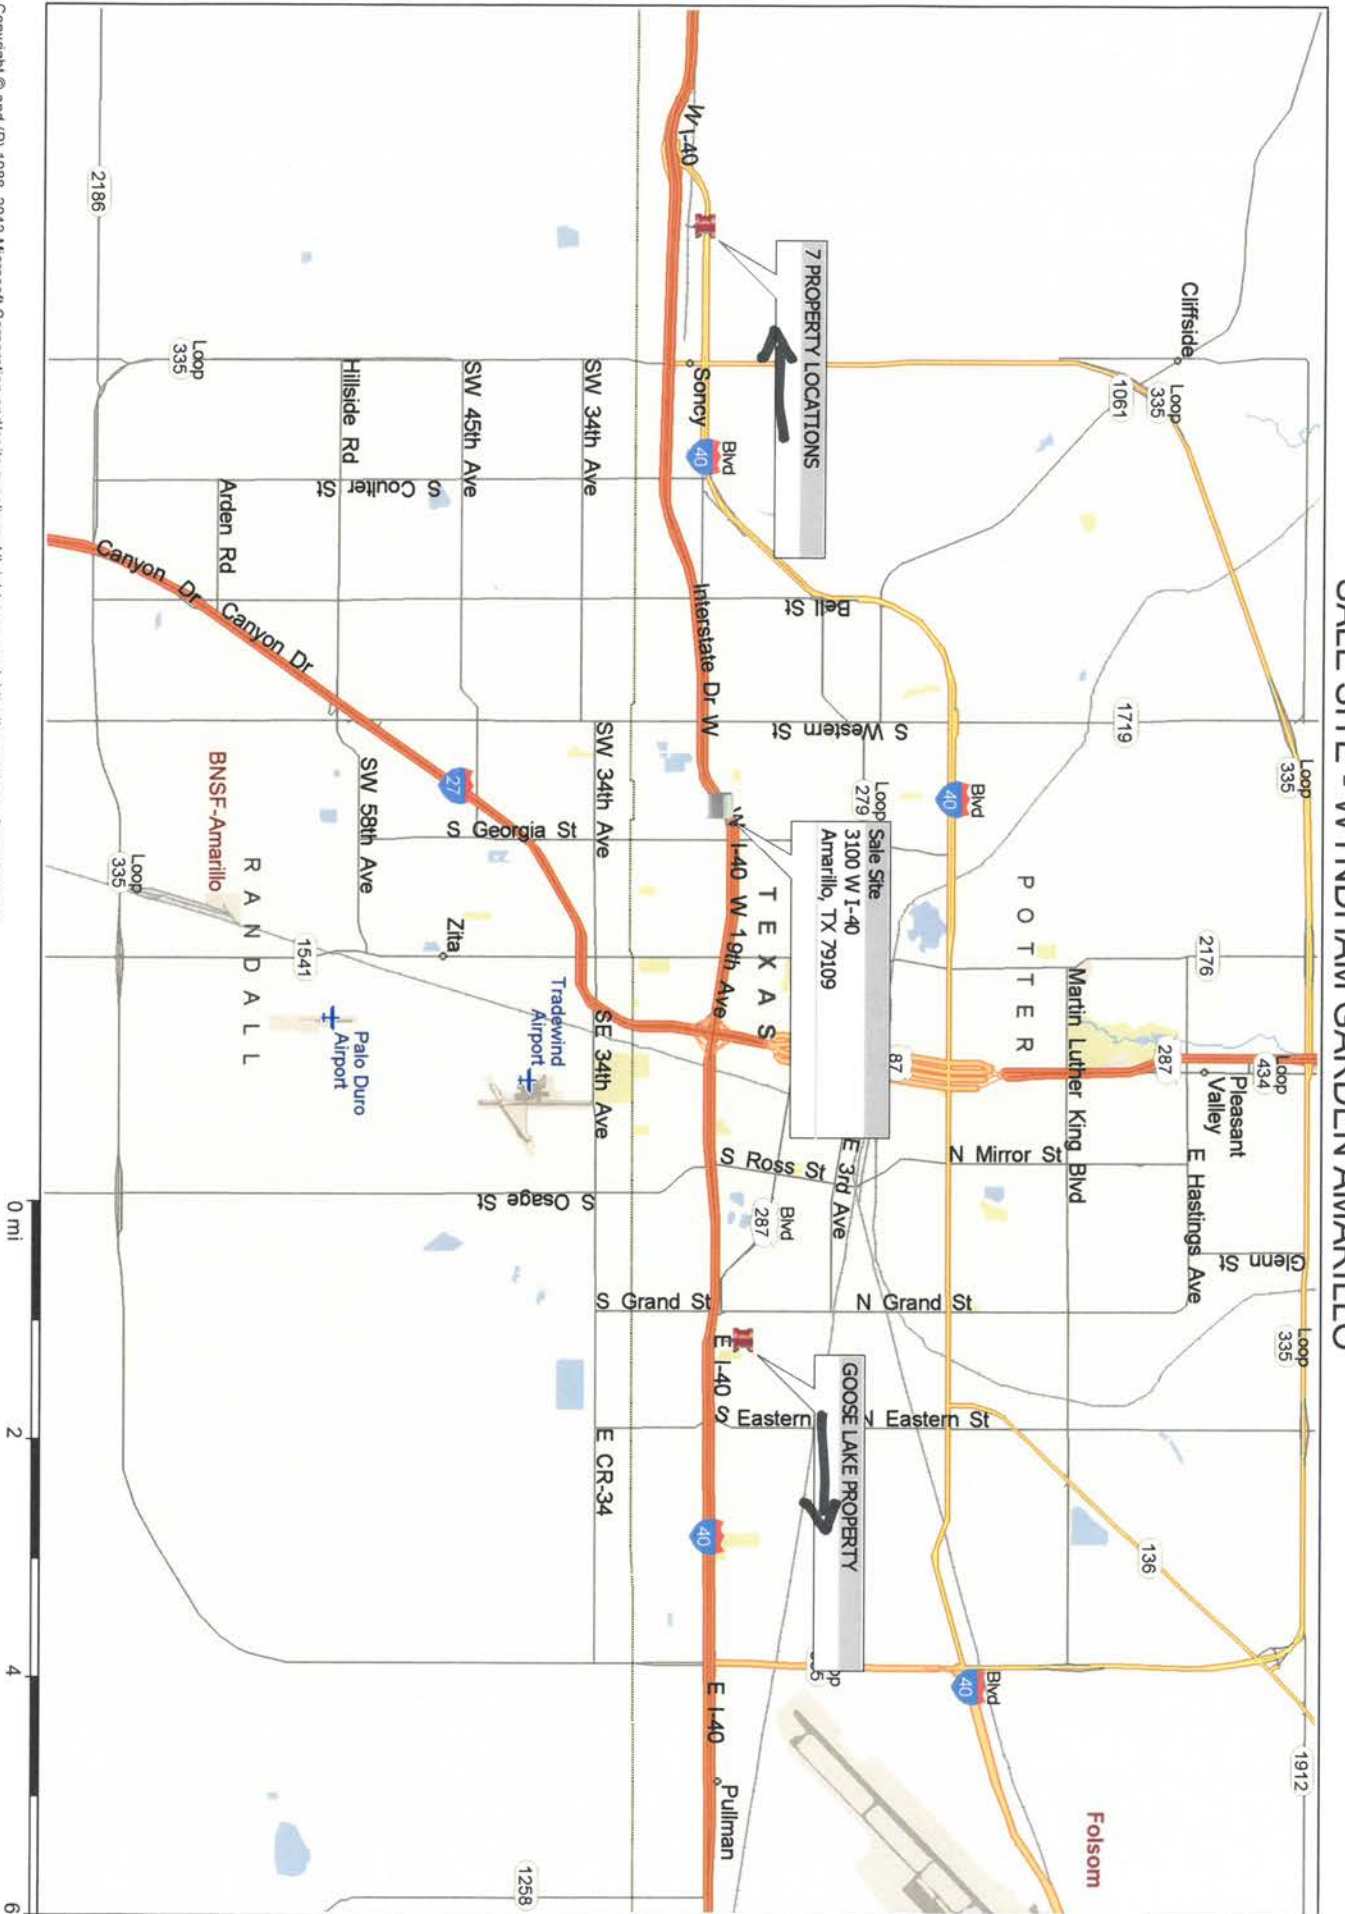 SALE SITE - WYNDHAM GARDEN AMARILLO
Cliffside
Loop
335
1061
Loop
335
1719
2176
Loop
434
Pleasant
Valley
287
E Hastings Ave
Glenn St
Loop
335
1912
Martin Luther King Blvd
N Mirror St
136
Folsom
POTTER
Blvd
40
87
N Grand St
N Eastern St
Blvd
40
7 PROPERTY LOCATIONS
Sale Site
3100 W I-40
Amarillo, TX 79109
GOOSE LAKE PROPERTY
Loop
279
S Western St
Bell St
E 3rd Ave
Blvd
287
S Ross St
TEXAS
W I-40
Soncy
Blvd
40
Interstate Dr W
W I-40
W 19th Ave
E I-40
S Eastern
40
E I-40
Pullman
SW 34th Ave
SW 34th Ave
SE 34th Ave
S Grand St
E CR-34
S Georgia St
S Osage St
Tradewind
Airport
1258
SW 45th Ave
27
Zita
S Coulter St
Hillside Rd
SW 58th Ave
Palo Duro
Airport
1541
RANDALL
Arden Rd
Canyon Dr
Canyon Dr
BNSF-Amarillo
Loop
335
Loop
335
2186
0 mi
2
4
6